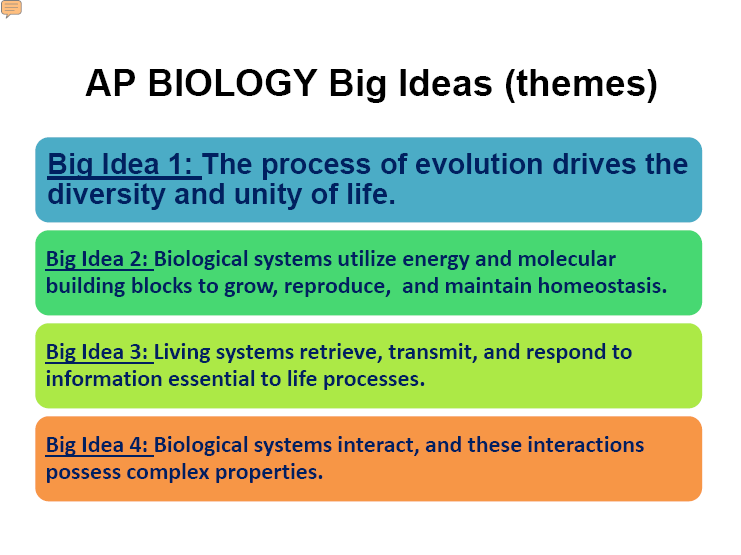 AP BIOLOGY Big Ideas (themes)
Big Idea 1: The process of evolution drives the
diversity and unity of life.
Big Idea 2: Biological systems utilize energy and molecular
building blocks to grow, reproduce,  and maintain homeostasis.
Big Idea 3: Living systems retrieve, transmit, and respond to
information essential to life processes.
Big Idea 4: Biological systems interact, and these interactions
possess complex properties.